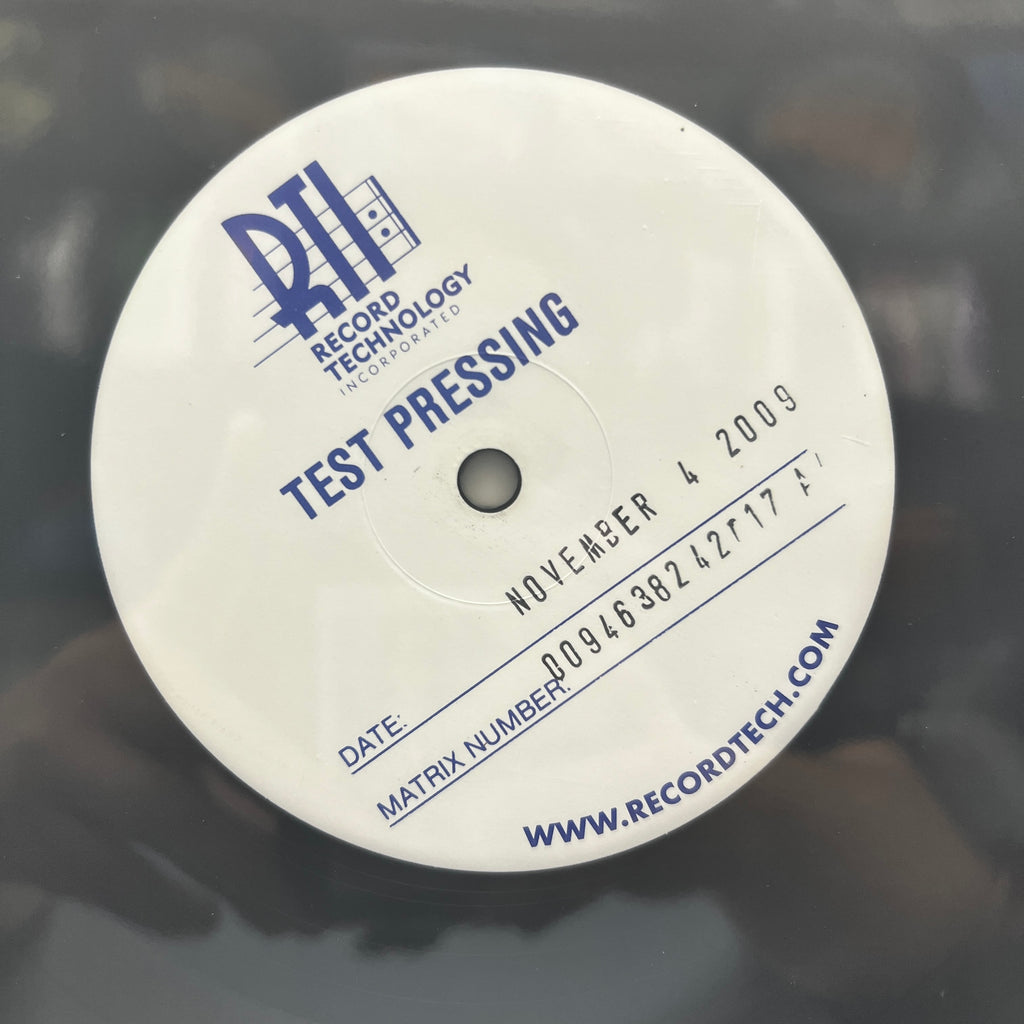 RTI
RECORD
TECHNOLOGY
INCORPORATED
TEST PRESSING
DATE: NOVEMBER 4 2009
MATRIX NUMBER:
WWW.RECORDTECH.COM